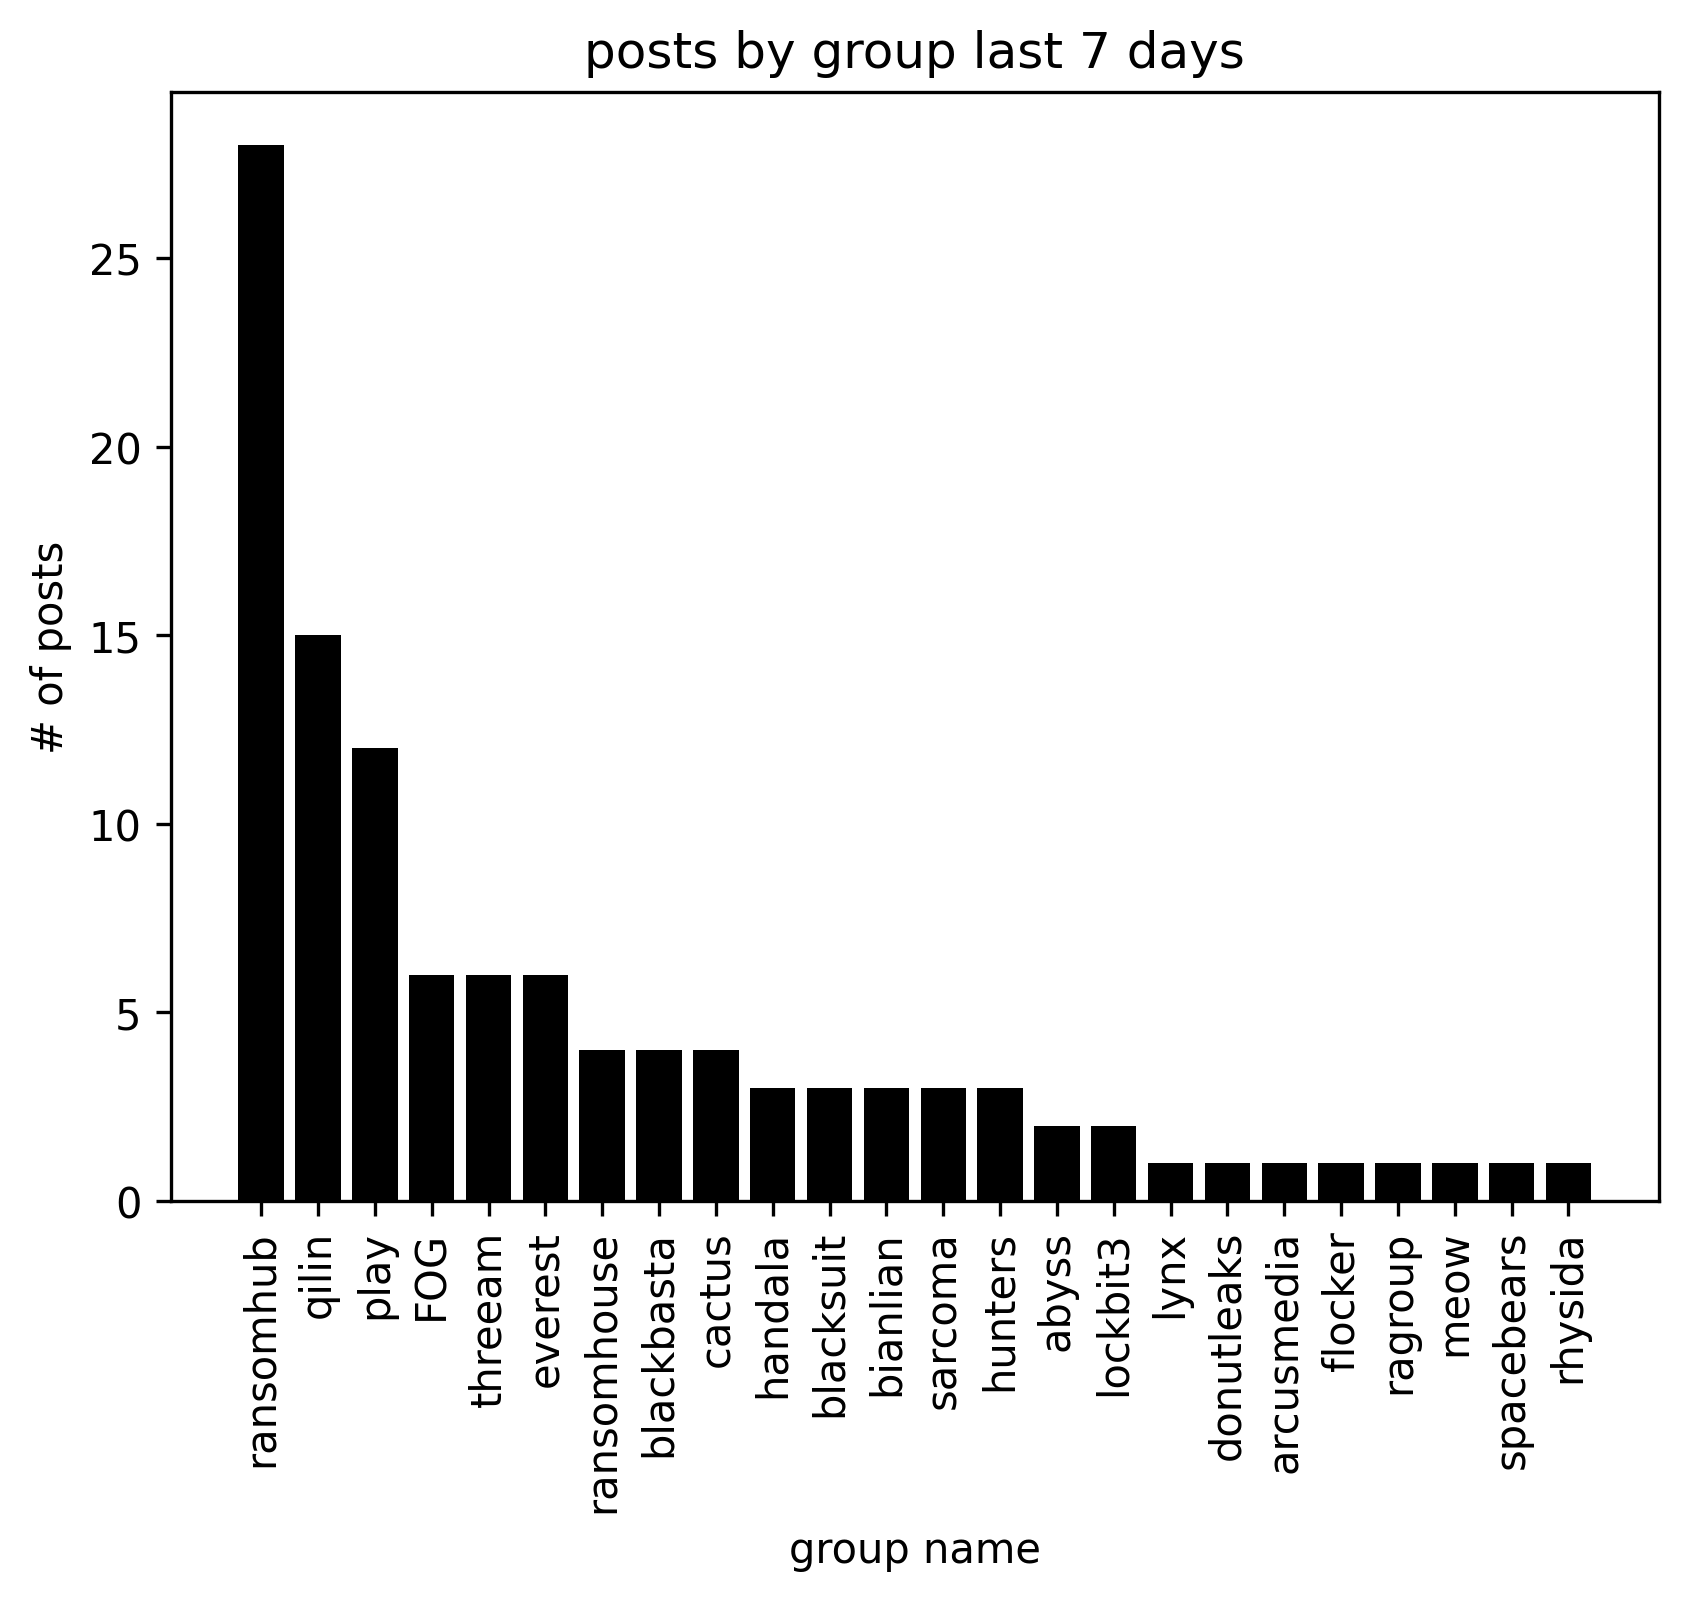 posts by group last 7 days
# of posts
25
20
15
10
5
0
ransomhub
qilin
play
FOG
threeam
everest
ransomhouse
blackbasta
cactus
handala
blacksuit
bianlian
sarcoma
hunters
abyss
lockbit3
lynx
donutleaks
arcusmedia
flocker
ragroup
meow
spacebears
rhysida
group name